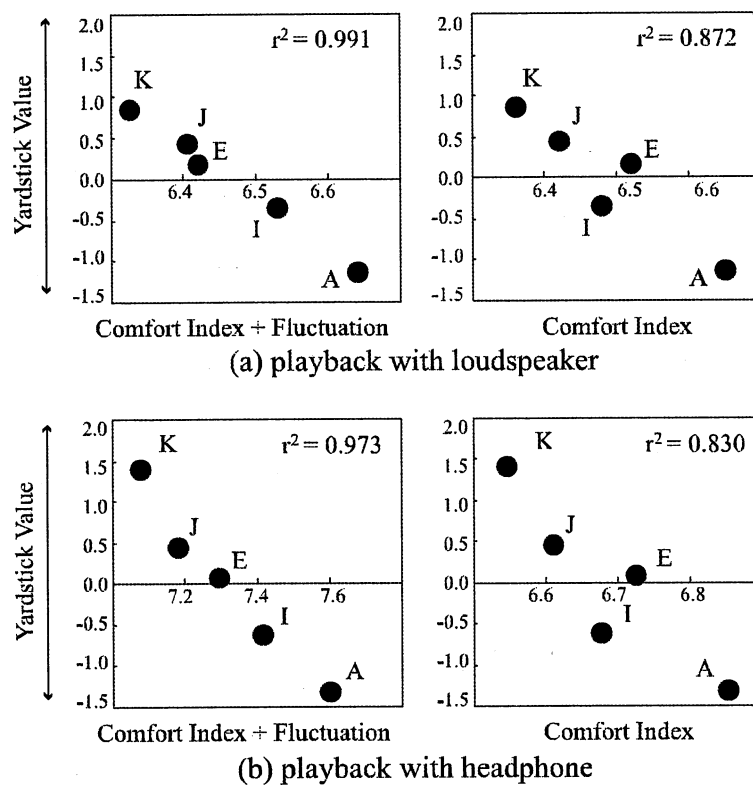 Yardstick Value
2.0
1.5
1.0
0.5
0.0
-0.5
-1.0
-1.5
r² = 0.991
K
J
E
6.4 6.5 6.6
I
A
Comfort Index + Fluctuation
2.0
1.5
1.0
0.5
0.0
-0.5
-1.0
-1.5
r² = 0.872
K
J
E
6.4 6.5 6.6
I
A
Comfort Index
(a) playback with loudspeaker
Yardstick Value
2.0
1.5
1.0
0.5
0.0
-0.5
-1.0
-1.5
r² = 0.973
K
J
E
7.2 7.4 7.6
I
A
Comfort Index + Fluctuation
2.0
1.5
1.0
0.5
0.0
-0.5
-1.0
-1.5
r² = 0.830
K
J
E
6.6 6.7 6.8
I
A
Comfort Index
(b) playback with headphone